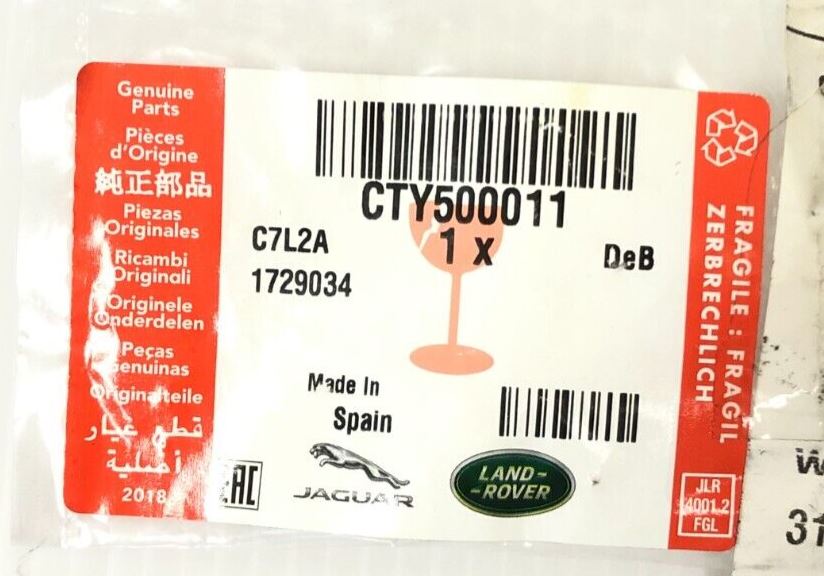 Genuine
Parts
Pièces
d'Origine
純正部品
Piezas
Originales
Ricambi
Originali
Originele
Onderdelen
Peças
Genuinas
Originalteile
قطع غيار
أصلية
2018
EAC
CTY500011
1 x
C7L2A
DeB
1729034
Made In
Spain
JAGUAR
LAND-
-ROVER
FRAGILE : FRAGIL
ZERBRECHLICH
JLR
4001.2
FGL
W
31